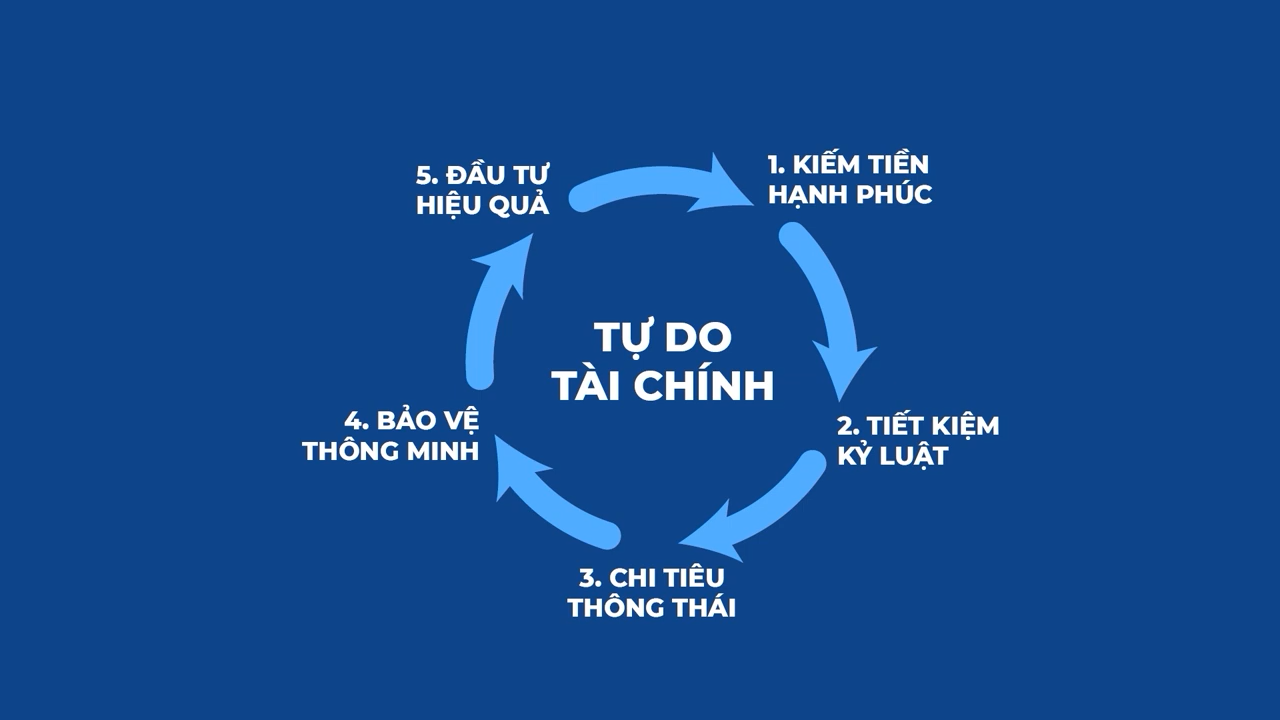 TỰ DO
TÀI CHÍNH
1. KIẾM TIỀN
HẠNH PHÚC
2. TIẾT KIỆM
KỶ LUẬT
3. CHI TIÊU
THÔNG THÁI
4. BẢO VỆ
THÔNG MINH
5. ĐẦU TƯ
HIỆU QUẢ